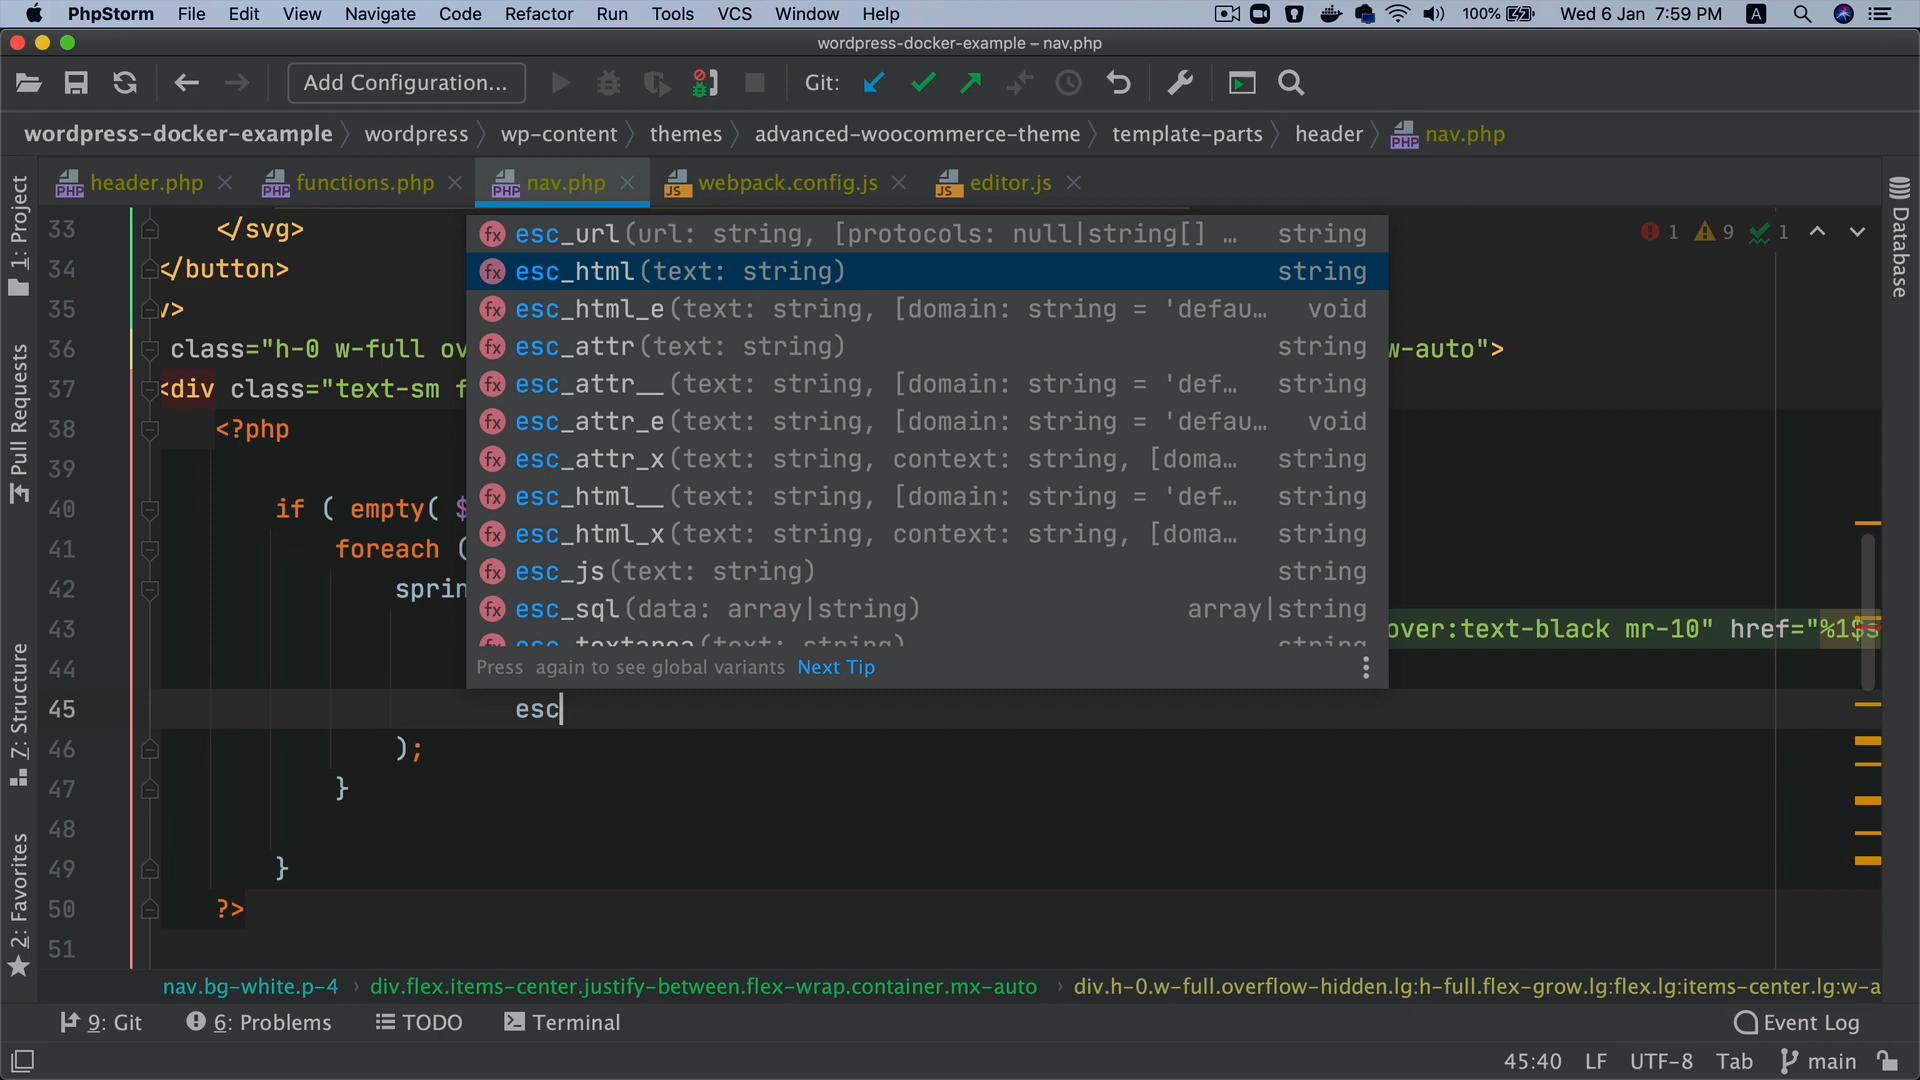 PhpStorm File Edit View Navigate Code Refactor Run Tools VCS Window Help 100% Wed 6 Jan 7:59 PM A
wordpress-docker-example – nav.php
Add Configuration... Git:
wordpress-docker-example wordpress wp-content themes advanced-woocommerce-theme template-parts header nav.php
header.php functions.php nav.php webpack.config.js editor.js
1: Project
Pull Requests
Z: Structure
2: Favorites
Database
1 9 1
33 </svg>
34 </button>
35 v>
36 class="h-0 w-full ov w-auto">
37 <div class="text-sm f
38 <?php
39
40 if ( empty( $
41 foreach (
42 sprin
43 over:text-black mr-10" href="%1$s
44
45 esc
46 );
47 }
48
49 }
50 ?>
51
esc_url(url: string, [protocols: null|string[] … string
esc_html(text: string) string
esc_html_e(text: string, [domain: string = 'defau… void
esc_attr(text: string) string
esc_attr__(text: string, [domain: string = 'def… string
esc_attr_e(text: string, [domain: string = 'defau… void
esc_attr_x(text: string, context: string, [doma… string
esc_html__(text: string, [domain: string = 'def… string
esc_html_x(text: string, context: string, [doma… string
esc_js(text: string) string
esc_sql(data: array|string) array|string
esc_textarea(text: string) string
Press again to see global variants Next Tip
nav.bg-white.p-4 div.flex.items-center.justify-between.flex-wrap.container.mx-auto div.h-0.w-full.overflow-hidden.lg:h-full.flex-grow.lg:flex.lg:items-center.lg:w-a
9: Git 6: Problems TODO Terminal Event Log
45:40 LF UTF-8 Tab main